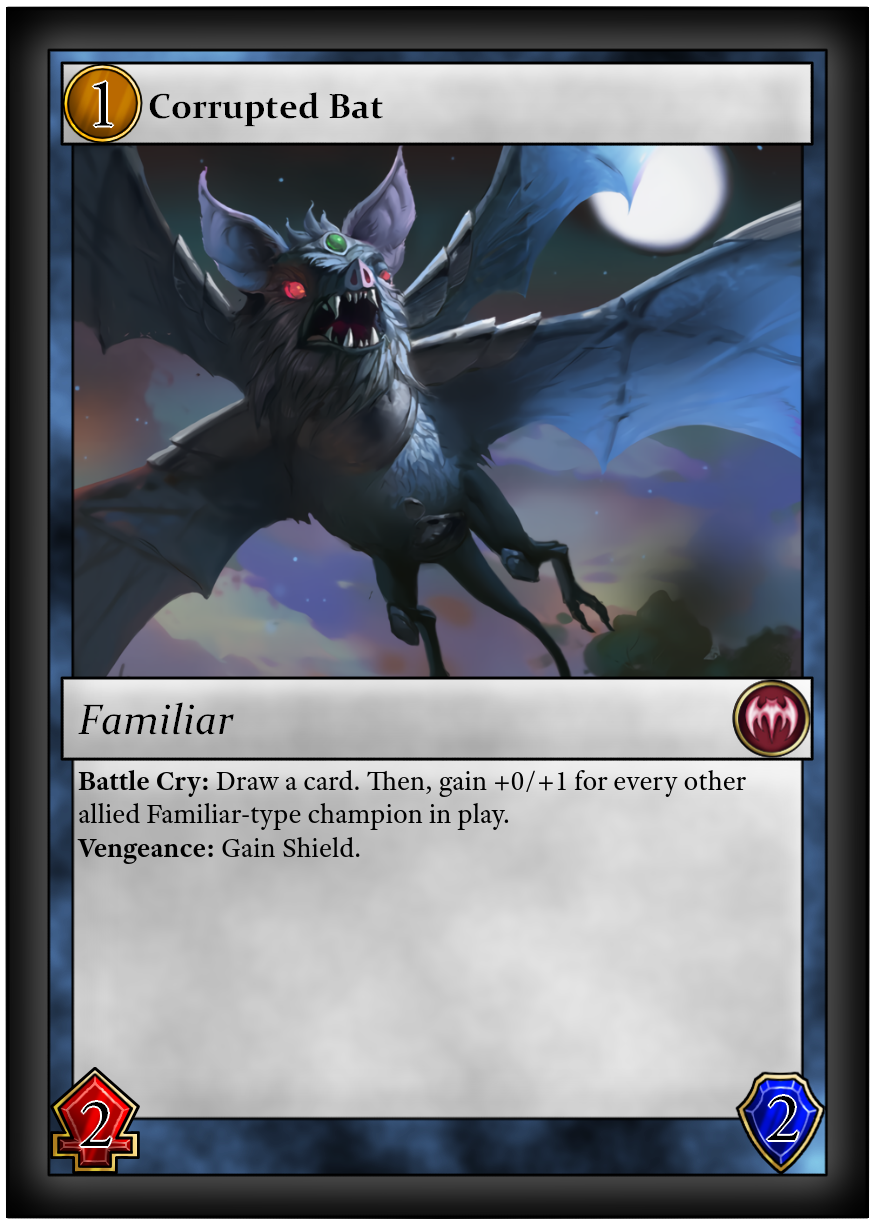 1 Corrupted Bat
Familiar
Battle Cry: Draw a card. Then, gain +0/+1 for every other
allied Familiar-type champion in play.
Vengeance: Gain Shield.
2 2